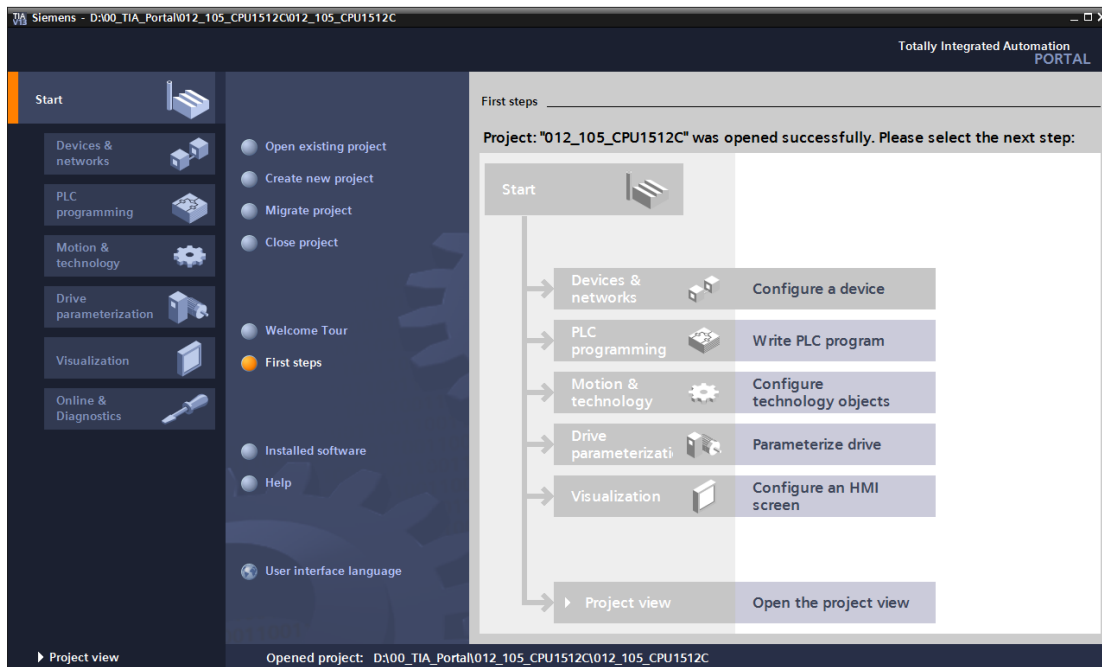 Siemens - D:\00_TIA_Portal\012_105_CPU1512C\012_105_CPU1512C
Totally Integrated Automation
PORTAL
Start
Devices &
networks
PLC
programming
Motion &
technology
Drive
parameterization
Visualization
Online &
Diagnostics
Project view
Open existing project
Create new project
Migrate project
Close project
Welcome Tour
First steps
Installed software
Help
User interface language
First steps
Project: "012_105_CPU1512C" was opened successfully. Please select the next step:
Start
Devices &
networks
Configure a device
PLC
programming
Write PLC program
Motion &
technology
Configure
technology objects
Drive
parameterizati
Parameterize drive
Visualization
Configure an HMI
screen
Project view
Open the project view
Opened project: D:\00_TIA_Portal\012_105_CPU1512C\012_105_CPU1512C